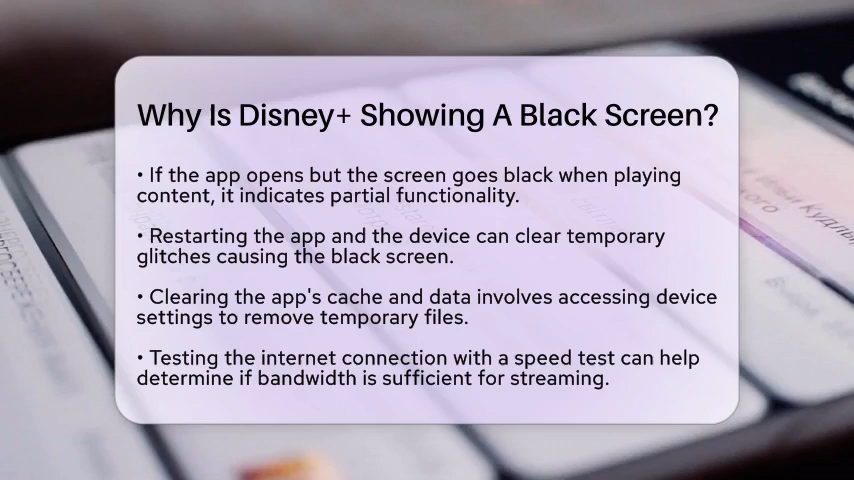 Why Is Disney+ Showing A Black Screen?
• If the app opens but the screen goes black when playing
content, it indicates partial functionality.
• Restarting the app and the device can clear temporary
glitches causing the black screen.
• Clearing the app's cache and data involves accessing device
settings to remove temporary files.
• Testing the internet connection with a speed test can help
determine if bandwidth is sufficient for streaming.